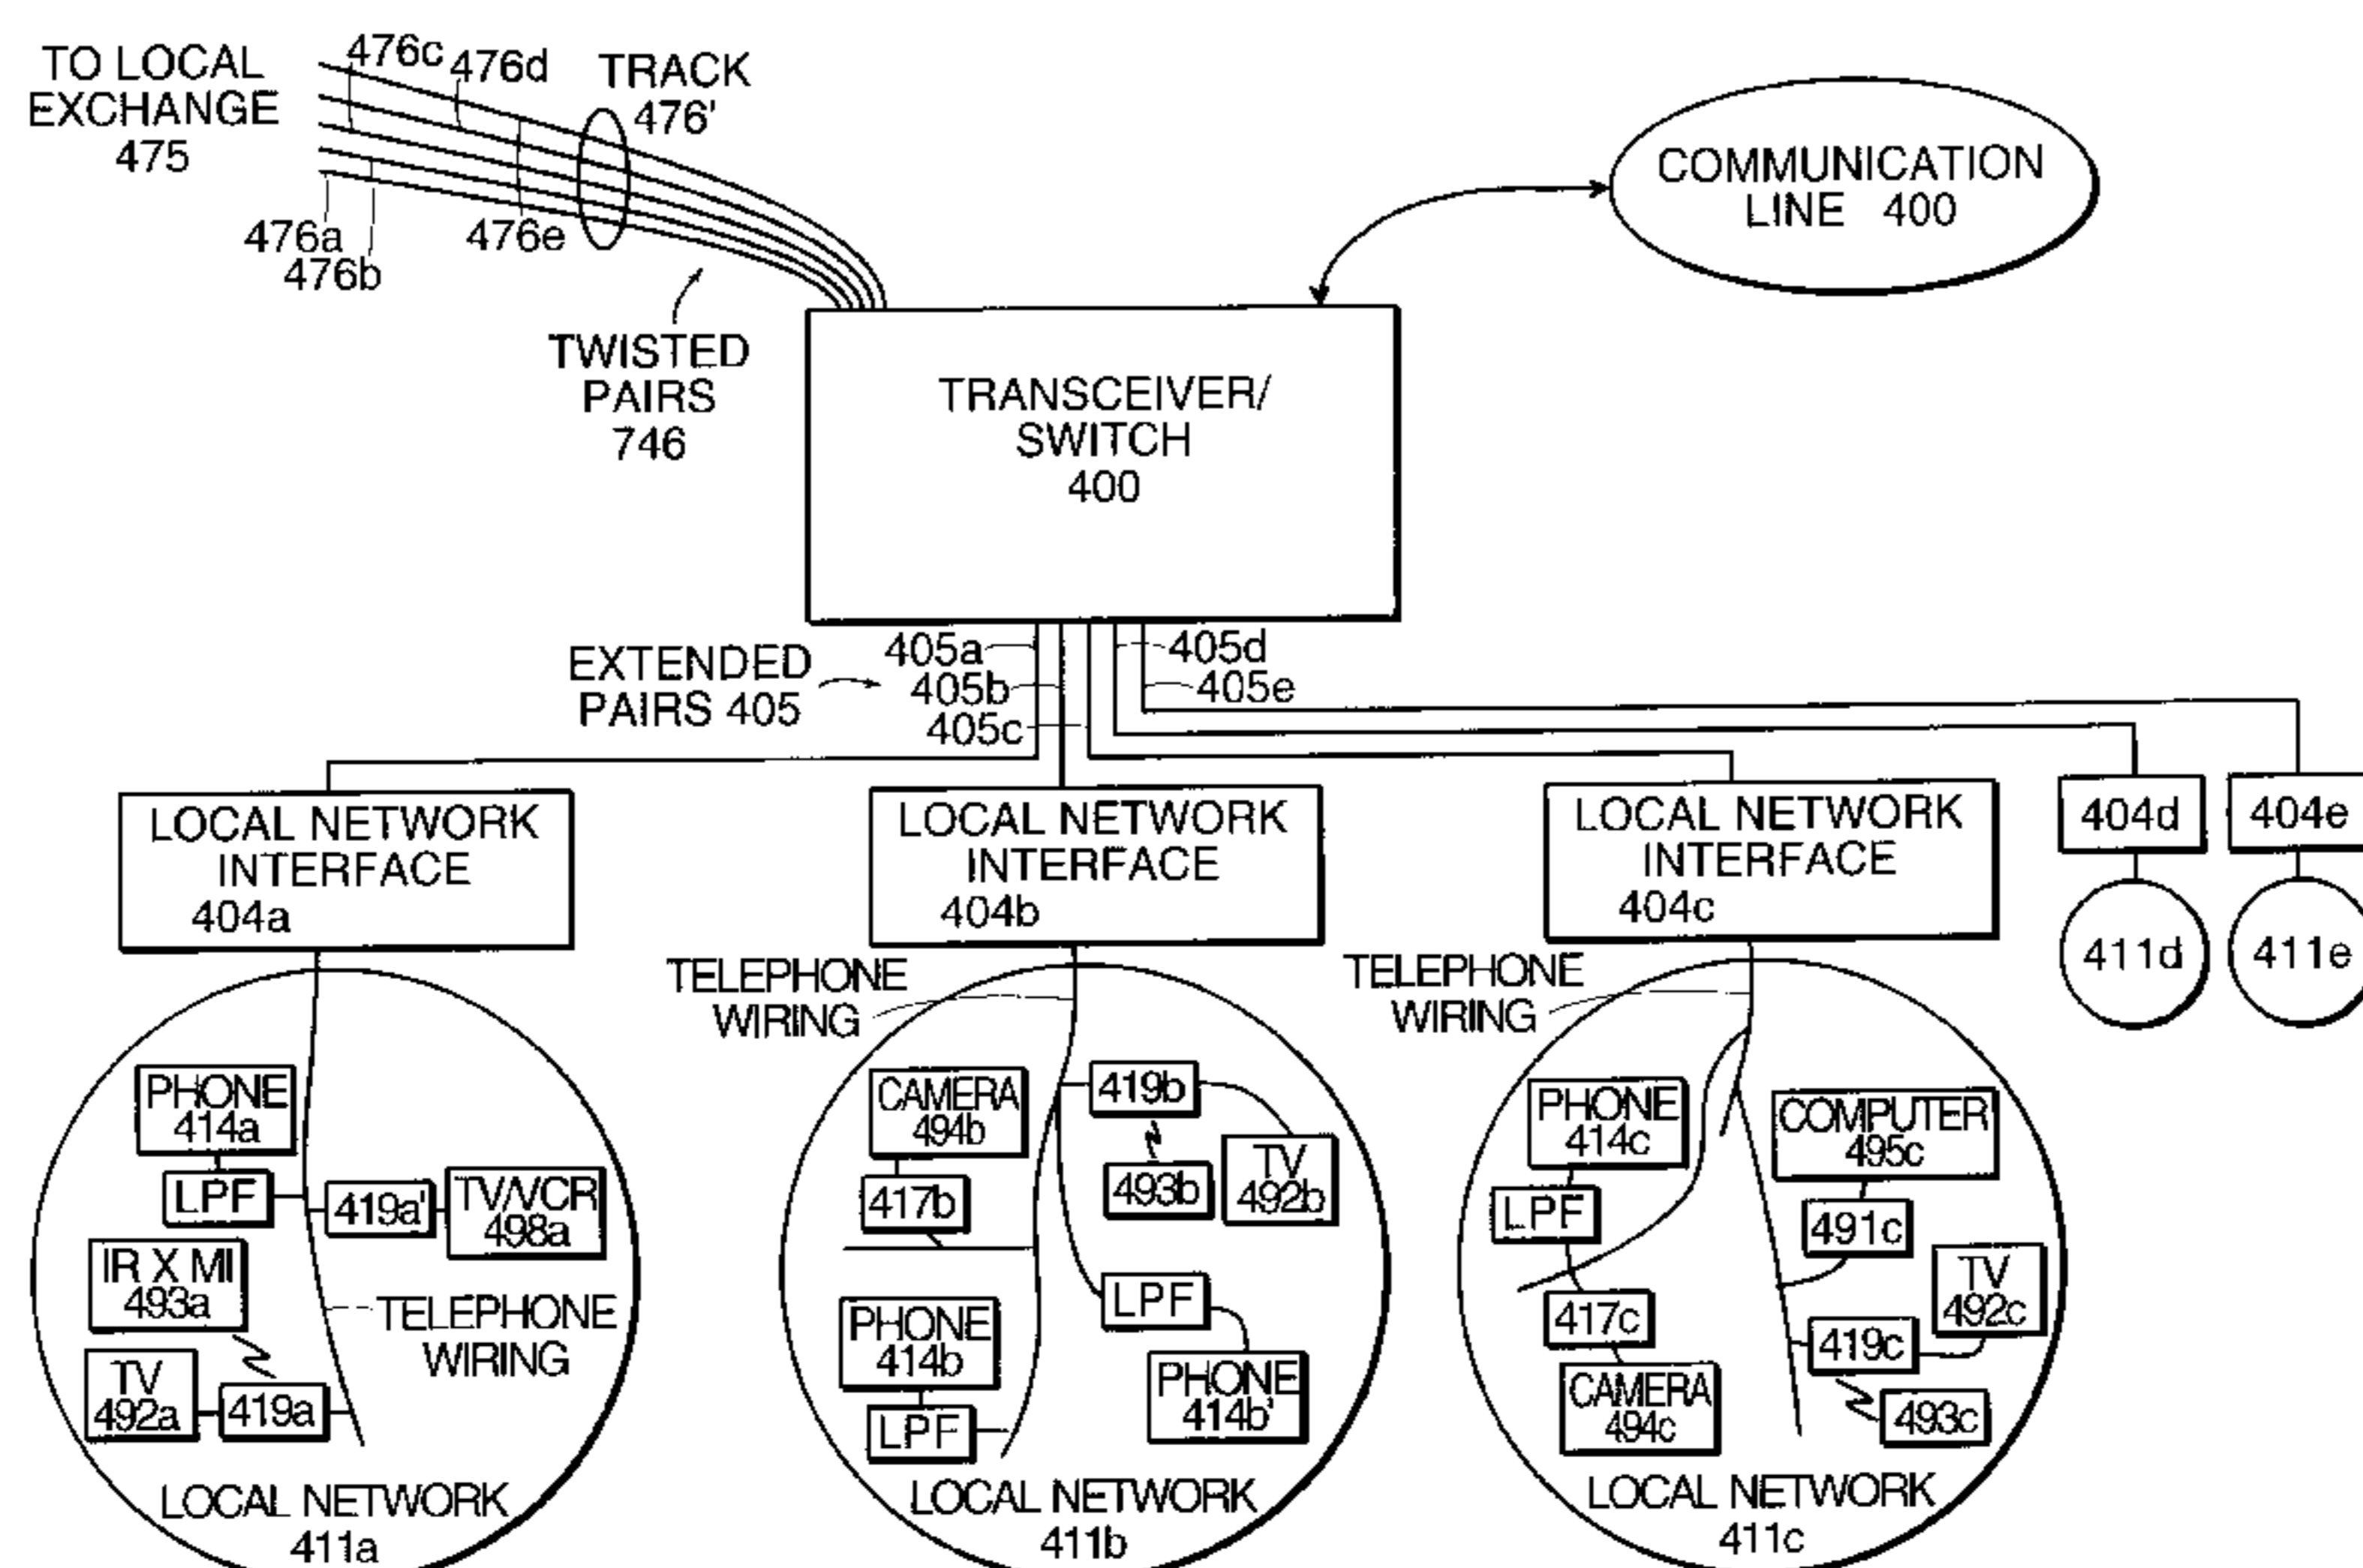 TO LOCAL
EXCHANGE
475
476c
476d
TRACK
476'
476a
476b
476e
TWISTED
PAIRS
746
COMMUNICATION
LINE 400
TRANSCEIVER/
SWITCH
400
EXTENDED
PAIRS 405
405a
405b
405c
405d
405e
LOCAL NETWORK
INTERFACE
404a
LOCAL NETWORK
INTERFACE
404b
LOCAL NETWORK
INTERFACE
404c
404d
404e
411d
411e
PHONE
414a
LPF
419a'
TV/VCR
498a
IR X MI
493a
TELEPHONE
WIRING
TV
492a
419a
LOCAL NETWORK
411a
TELEPHONE
WIRING
CAMERA
494b
417b
419b
493b
TV
492b
PHONE
414b
LPF
LPF
PHONE
414b'
LOCAL NETWORK
411b
TELEPHONE
WIRING
PHONE
414c
LPF
417c
CAMERA
494c
COMPUTER
495c
491c
TV
492c
419c
493c
LOCAL NETWORK
411c